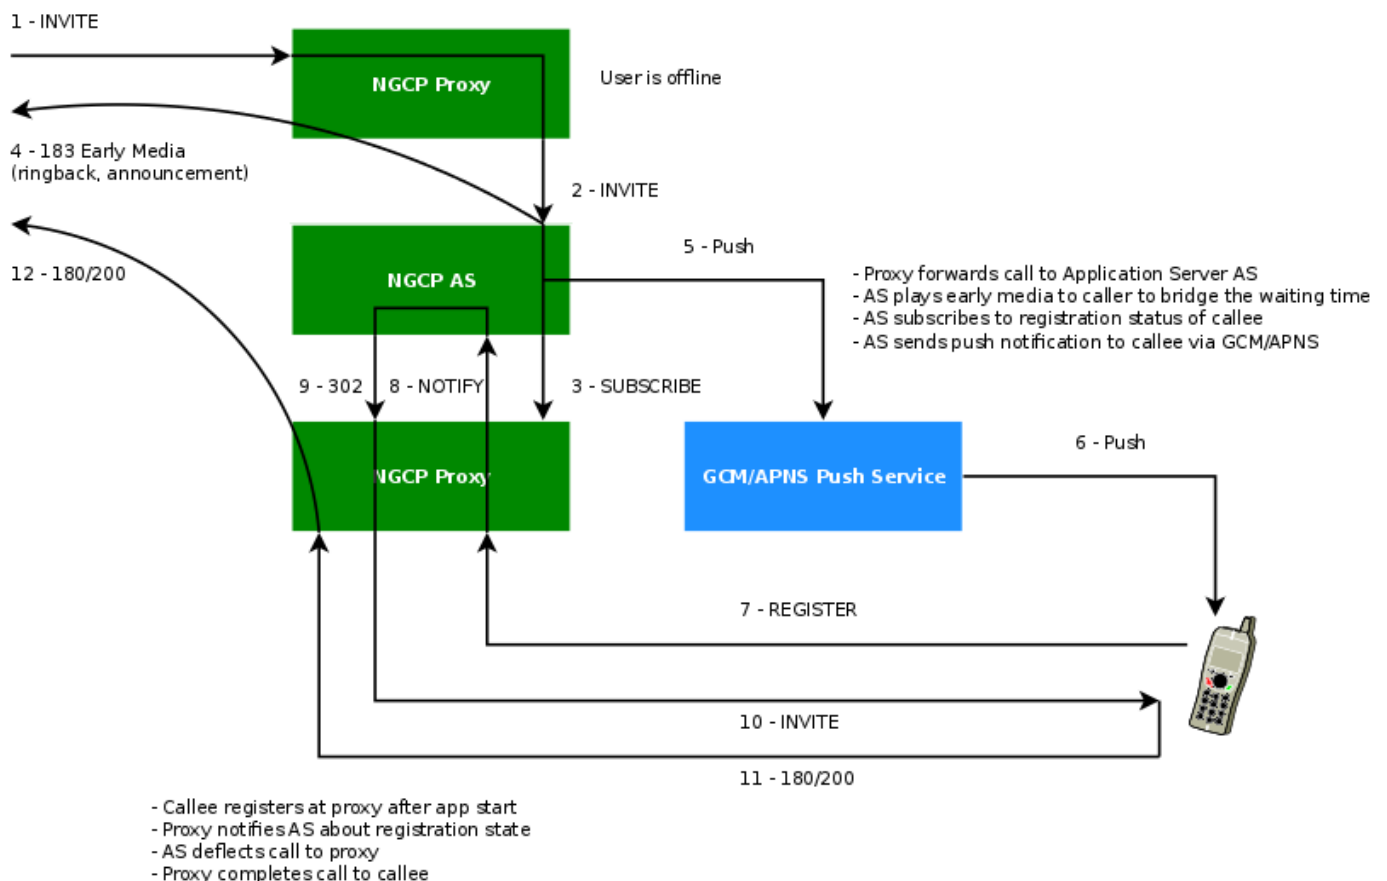 1 - INVITE
NGCP Proxy
User is offline
4 - 183 Early Media
(ringback, announcement)
2 - INVITE
5 - Push
12 - 180/200
NGCP AS
- Proxy forwards call to Application Server AS
- AS plays early media to caller to bridge the waiting time
- AS subscribes to registration status of callee
- AS sends push notification to callee via GCM/APNS
9 - 302
8 - NOTIFY
3 - SUBSCRIBE
6 - Push
NGCP Proxy
GCM/APNS Push Service
7 - REGISTER
10 - INVITE
11 - 180/200
- Callee registers at proxy after app start
- Proxy notifies AS about registration state
- AS deflects call to proxy
- Proxy completes call to callee